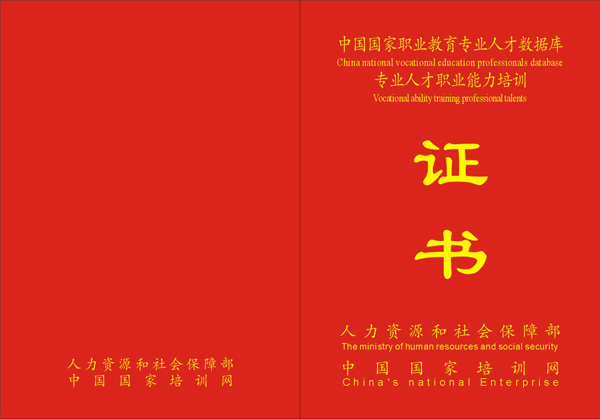 中国国家职业教育专业人才数据库
China national vocational education professionals database
专业人才职业能力培训
Vocational ability training professional talents
证
书
人力资源和社会保障部
The ministry of human resources and social security
中国国家培训网
China's national Enterprise
人力资源和社会保障部
中国国家培训网